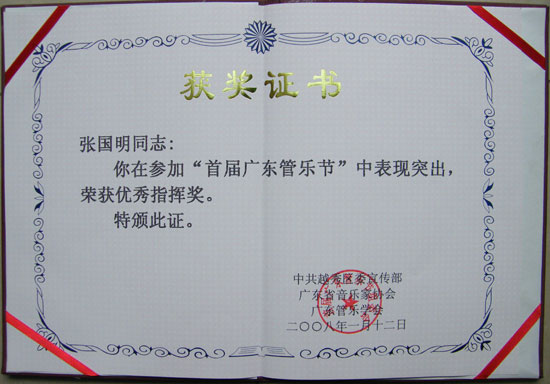 获奖证书
张国明同志：
你在参加“首届广东管乐节”中表现突出，
荣获优秀指挥奖。
特颁此证。
中共越秀区委宣传部
广东省音乐家协会
广东管乐学会
二〇〇八年一月十二日